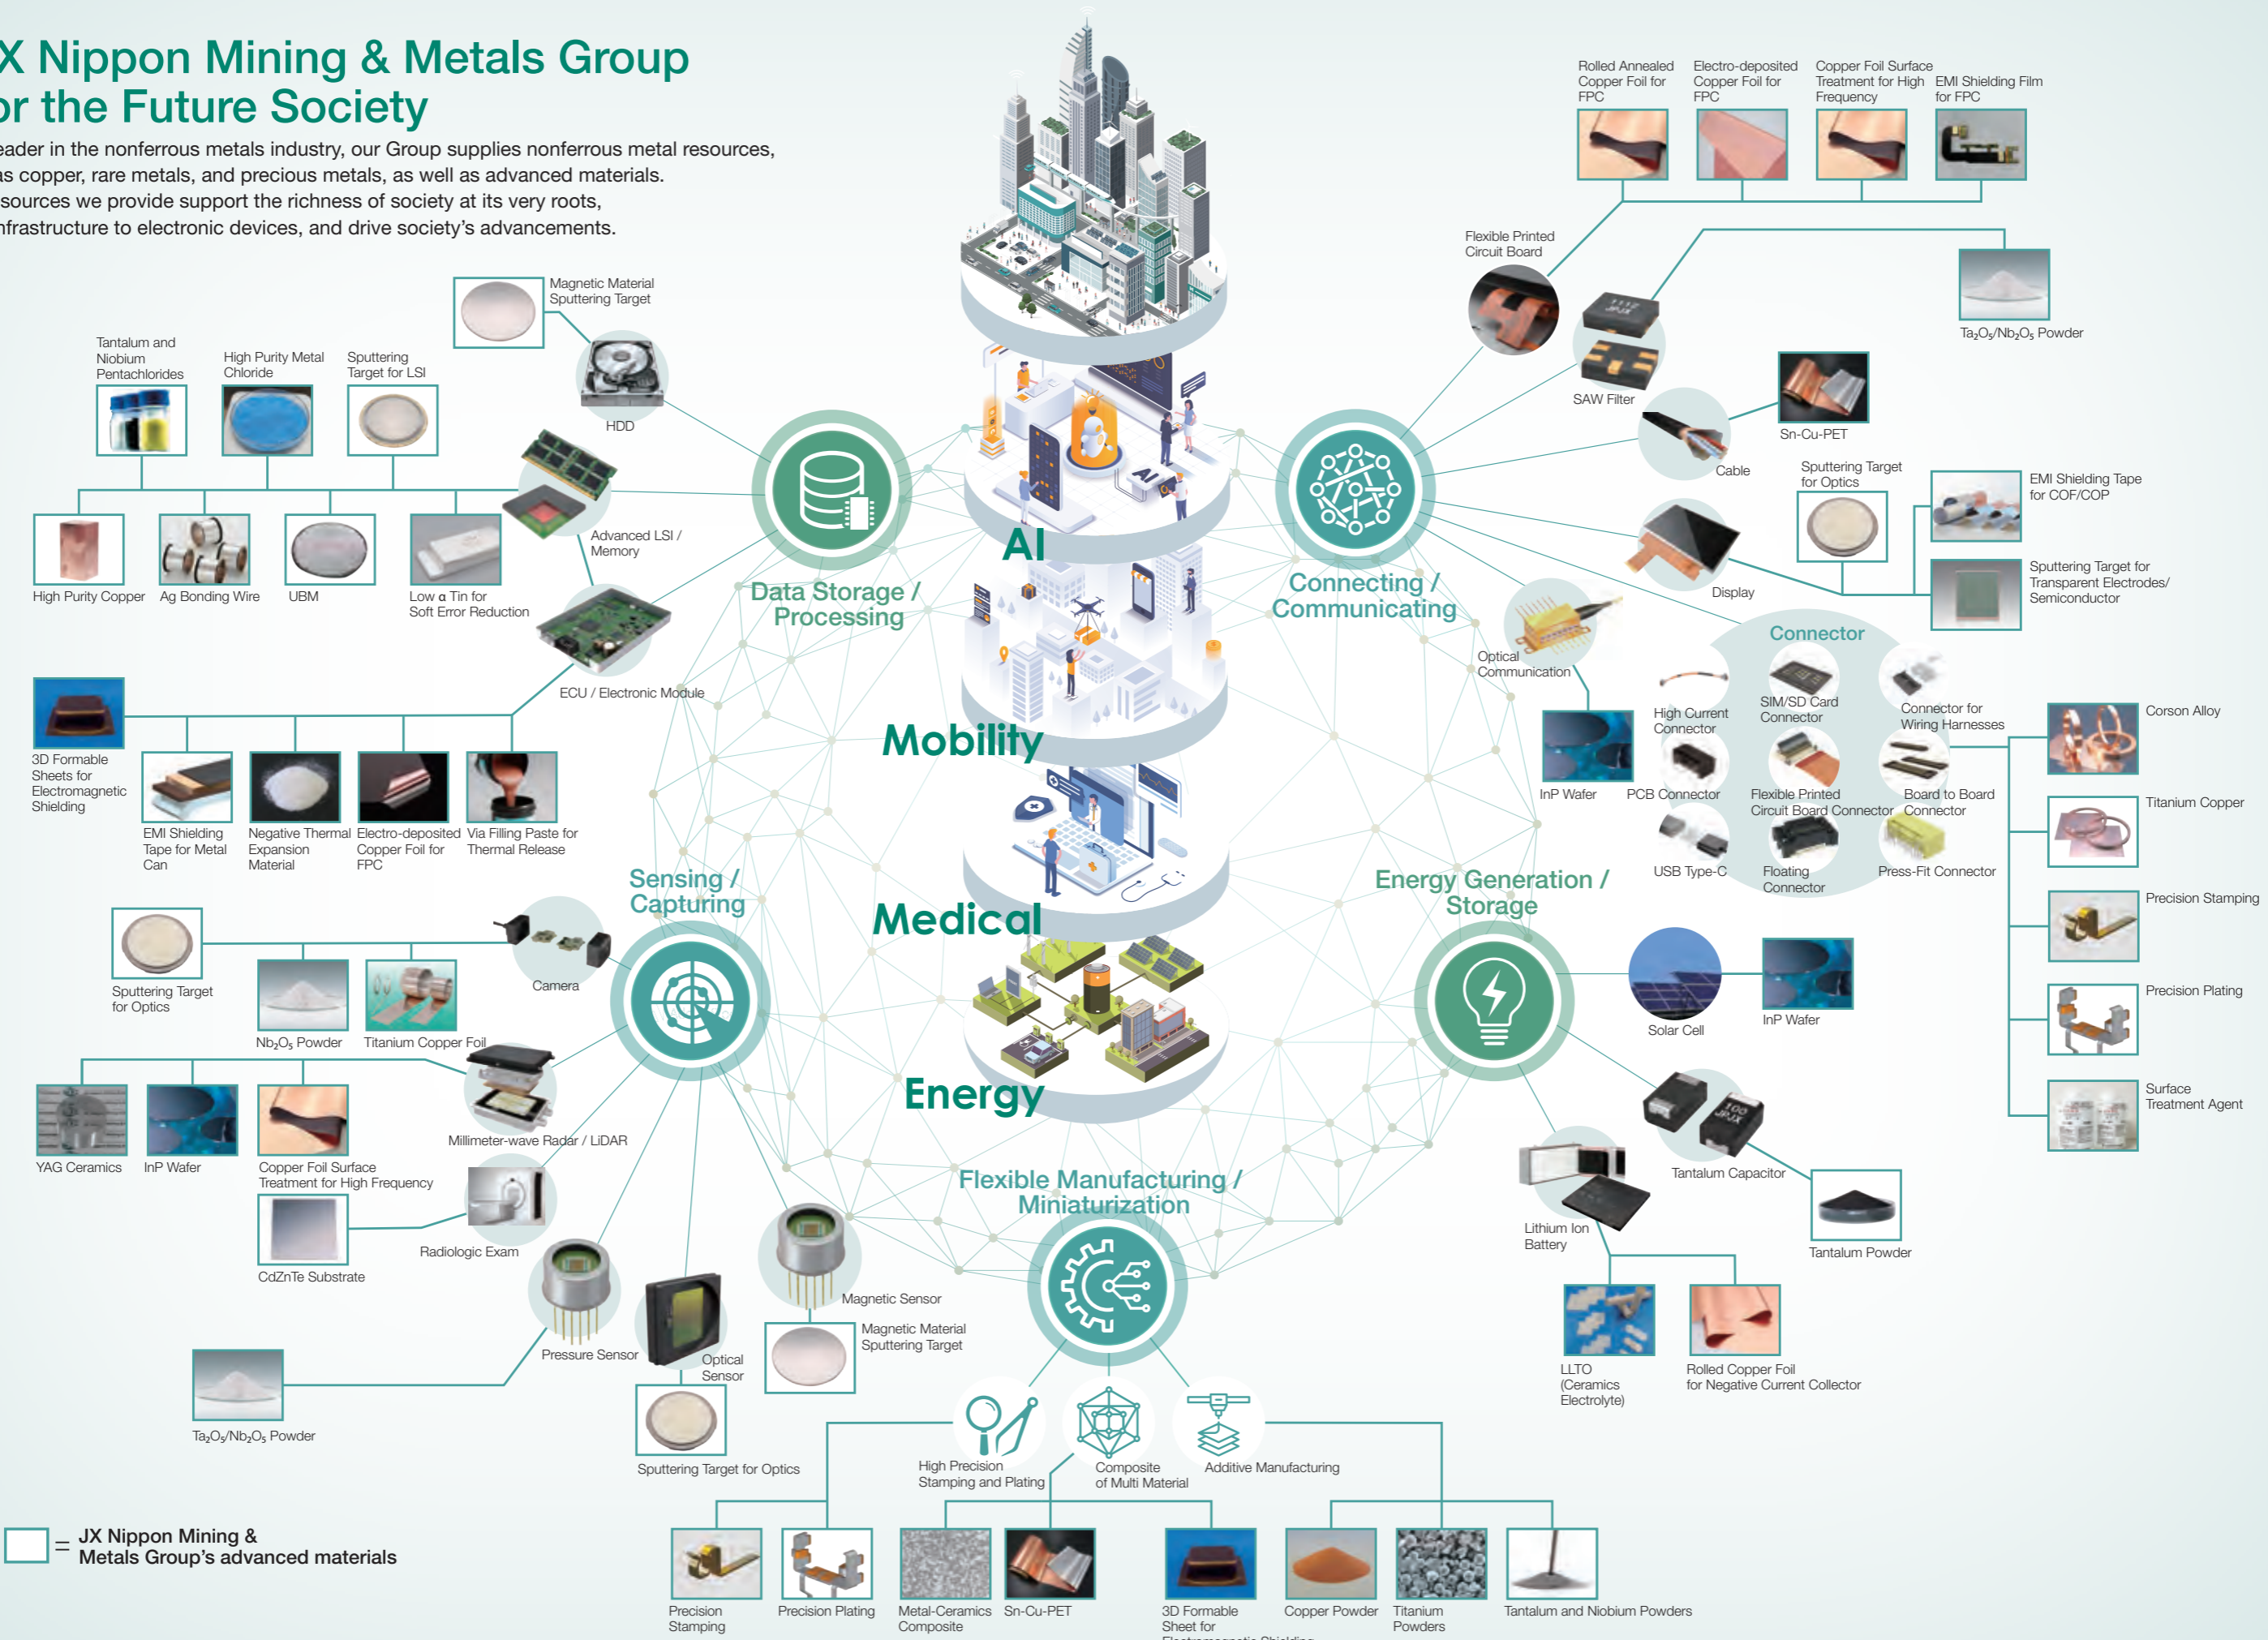 X Nippon Mining & Metals Group
or the Future Society
eader in the nonferrous metals industry, our Group supplies nonferrous metal resources,
as copper, rare metals, and precious metals, as well as advanced materials.
sources we provide support the richness of society at its very roots,
nfrastructure to electronic devices, and drive society's advancements.
Magnetic Material
Sputtering Target
HDD
Tantalum and
Niobium
Pentachlorides
High Purity Metal
Chloride
Sputtering
Target for LSI
High Purity Copper
Ag Bonding Wire
UBM
Low α Tin for
Soft Error Reduction
Advanced LSI /
Memory
Data Storage /
Processing
ECU / Electronic Module
3D Formable
Sheets for
Electromagnetic
Shielding
EMI Shielding
Tape for Metal
Can
Negative Thermal
Expansion
Material
Electro-deposited
Copper Foil for
FPC
Via Filling Paste for
Thermal Release
Sensing /
Capturing
Camera
Sputtering Target
for Optics
Nb₂O₅ Powder
Titanium Copper Foil
Millimeter-wave Radar / LiDAR
YAG Ceramics
InP Wafer
Copper Foil Surface
Treatment for High Frequency
Radiologic Exam
CdZnTe Substrate
Pressure Sensor
Ta₂O₅/Nb₂O₅ Powder
Optical
Sensor
Sputtering Target for Optics
Magnetic Sensor
Magnetic Material
Sputtering Target
AI
AI
Mobility
Medical
Energy
Connecting /
Communicating
Rolled Annealed
Copper Foil for
FPC
Electro-deposited
Copper Foil for
FPC
Copper Foil Surface
Treatment for High
Frequency
EMI Shielding Film
for FPC
Flexible Printed
Circuit Board
111Z
JPJX
SAW Filter
Ta₂O₅/Nb₂O₅ Powder
Cable
Sn-Cu-PET
Display
Sputtering Target
for Optics
EMI Shielding Tape
for COF/COP
Sputtering Target for
Transparent Electrodes/
Semiconductor
Optical
Communication
InP Wafer
Connector
High Current
Connector
SIM/SD Card
Connector
Connector for
Wiring Harnesses
PCB Connector
Flexible Printed
Circuit Board Connector
Board to Board
Connector
USB Type-C
Floating
Connector
Press-Fit Connector
Corson Alloy
Titanium Copper
Precision Stamping
Precision Plating
Surface
Treatment Agent
Energy Generation /
Storage
Solar Cell
InP Wafer
100
JPJX
Tantalum Capacitor
Tantalum Powder
Lithium Ion
Battery
LLTO
(Ceramics
Electrolyte)
Rolled Copper Foil
for Negative Current Collector
Flexible Manufacturing /
Miniaturization
High Precision
Stamping and Plating
Composite
of Multi Material
Additive Manufacturing
Precision
Stamping
Precision Plating
Metal-Ceramics
Composite
Sn-Cu-PET
3D Formable
Sheet for
Electromagnetic Shielding
Copper Powder
Titanium
Powders
Tantalum and Niobium Powders
= JX Nippon Mining &
Metals Group's advanced materials